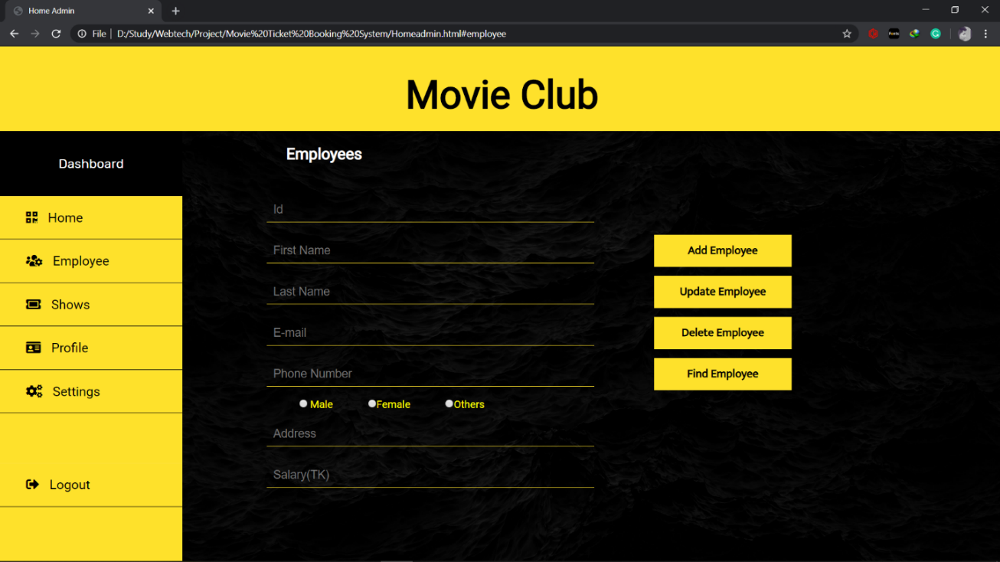 Home Admin
File | D:/Study/Webtech/Project/Movie%20Ticket%20Booking%20System/Homeadmin.html#employee
Movie Club
Dashboard
Home
Employee
Shows
Profile
Settings
Logout
Employees
Id
First Name
Last Name
E-mail
Phone Number
Male Female Others
Address
Salary(TK)
Add Employee
Update Employee
Delete Employee
Find Employee